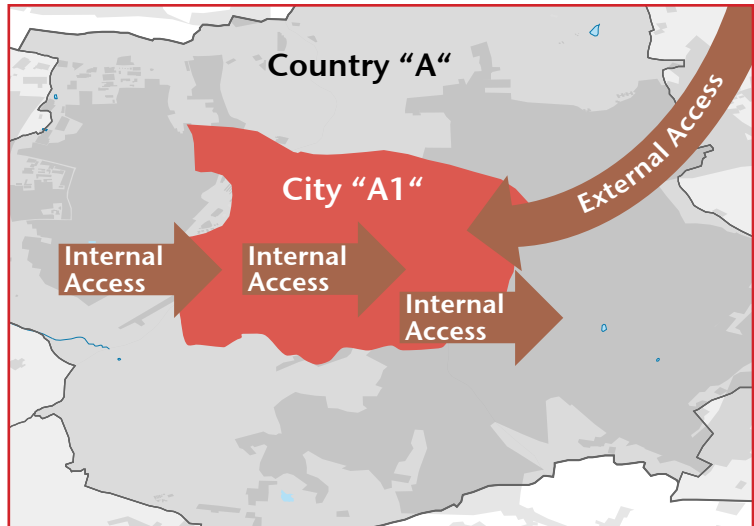 Country “A“
External Access
City “A1“
Internal
Access
Internal
Access
Internal
Access